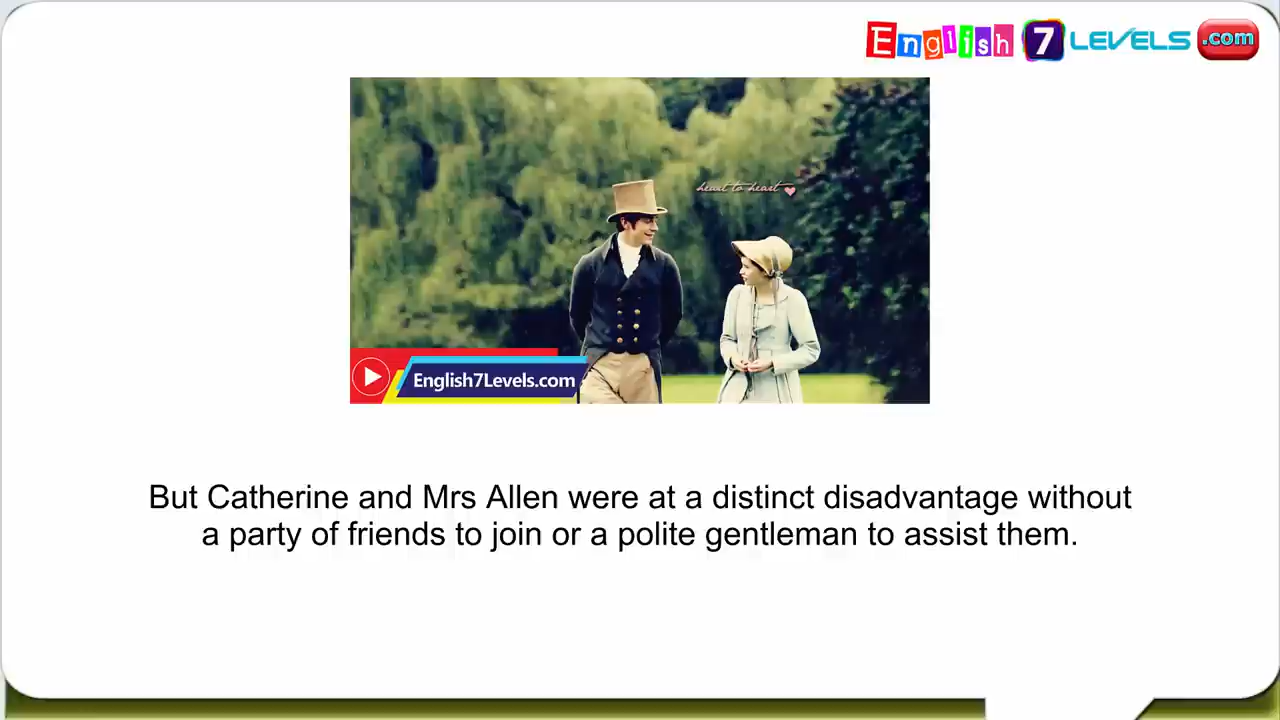 English 7 LEVELS .com
heart to heart
English7Levels.com
But Catherine and Mrs Allen were at a distinct disadvantage without
a party of friends to join or a polite gentleman to assist them.